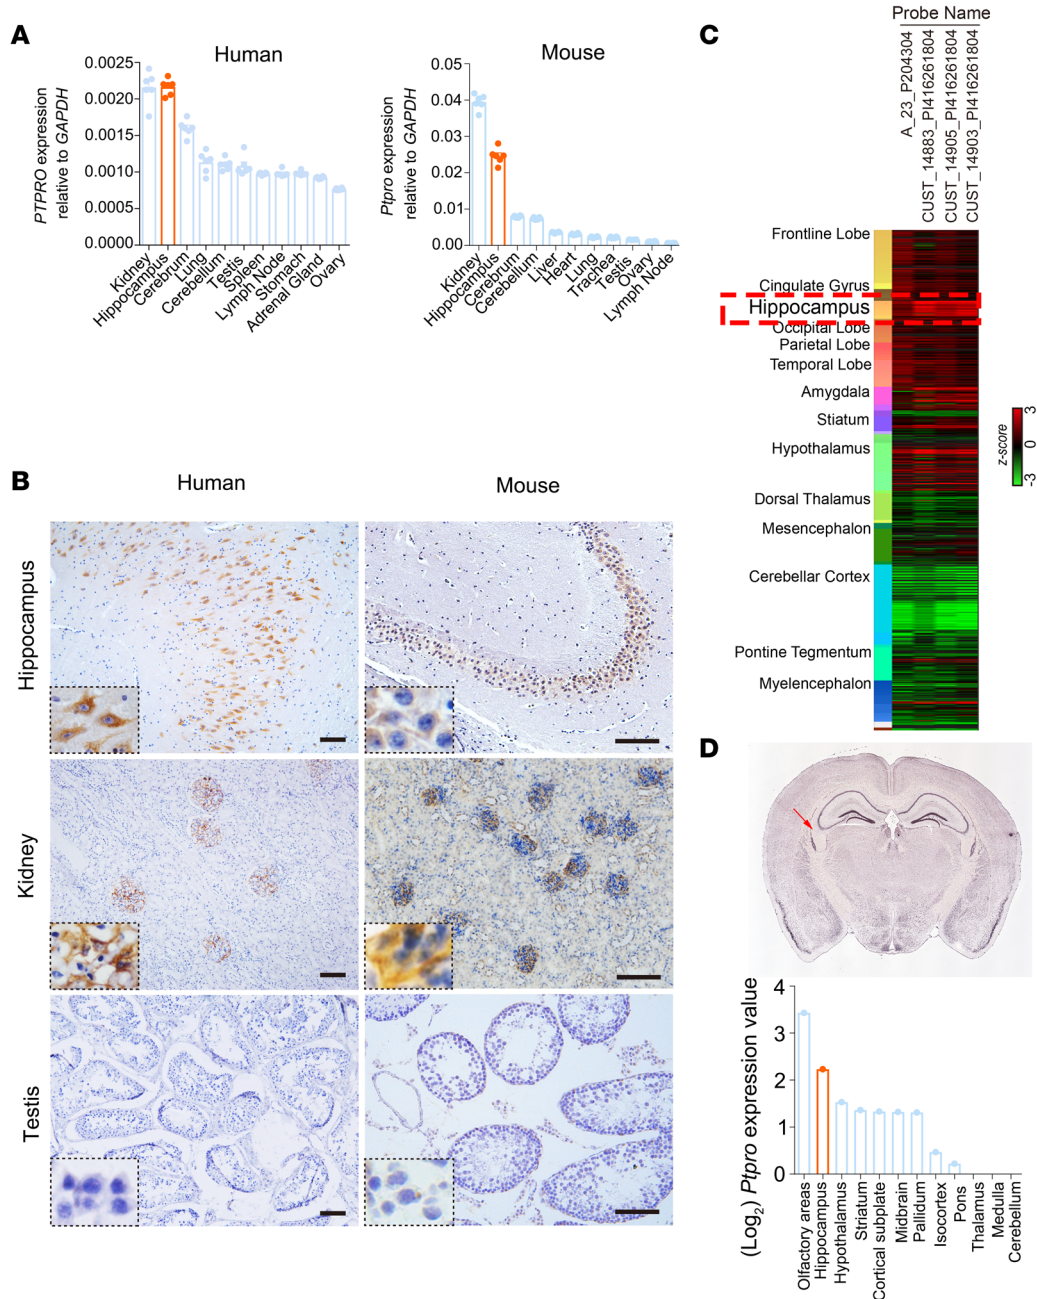 A
Human
PTPRO expression
relative to GAPDH
0.0025
0.0020
0.0015
0.0010
0.0005
0.0000
Kidney
Hippocampus
Cerebrum
Lung
Cerebellum
Testis
Spleen
Lymph Node
Stomach
Adrenal Gland
Ovary
Mouse
Ptpro expression
relative to GAPDH
0.05
0.04
0.03
0.02
0.01
0.00
Kidney
Hippocampus
Cerebrum
Cerebellum
Liver
Heart
Lung
Trachea
Testis
Ovary
Lymph Node
B
Human
Mouse
Hippocampus
Kidney
Testis
C
Probe Name
A_23_P204304
CUST_14883_PI416261804
CUST_14905_PI416261804
CUST_14903_PI416261804
Frontline Lobe
Cingulate Gyrus
Hippocampus
Occipital Lobe
Parietal Lobe
Temporal Lobe
Amygdala
Stiatum
Hypothalamus
Dorsal Thalamus
Mesencephalon
Cerebellar Cortex
Pontine Tegmentum
Myelencephalon
z-score
3
0
-3
D
(Log2) Ptpro expression value
4
3
2
1
0
Olfactory areas
Hippocampus
Hypothalamus
Striatum
Cortical subplate
Midbrain
Pallidum
Isocortex
Pons
Thalamus
Medulla
Cerebellum